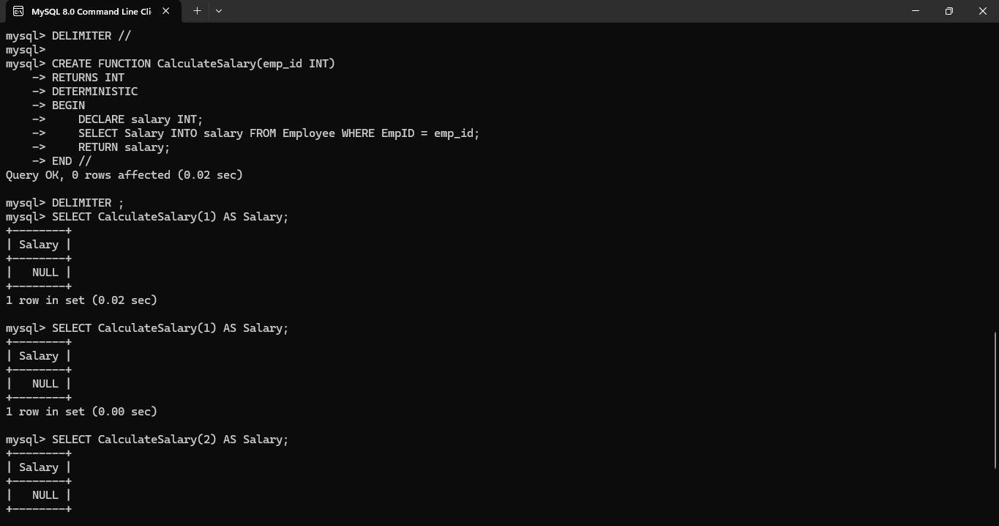 MySQL 8.0 Command Line Cli
mysql> DELIMITER //
mysql>
mysql> CREATE FUNCTION CalculateSalary(emp_id INT)
    -> RETURNS INT
    -> DETERMINISTIC
    -> BEGIN
    ->     DECLARE salary INT;
    ->     SELECT Salary INTO salary FROM Employee WHERE EmpID = emp_id;
    ->     RETURN salary;
    -> END //
Query OK, 0 rows affected (0.02 sec)
mysql> DELIMITER ;
mysql> SELECT CalculateSalary(1) AS Salary;
+--------+
| Salary |
+--------+
|   NULL |
+--------+
1 row in set (0.02 sec)
mysql> SELECT CalculateSalary(1) AS Salary;
+--------+
| Salary |
+--------+
|   NULL |
+--------+
1 row in set (0.00 sec)
mysql> SELECT CalculateSalary(2) AS Salary;
+--------+
| Salary |
+--------+
|   NULL |
+--------+